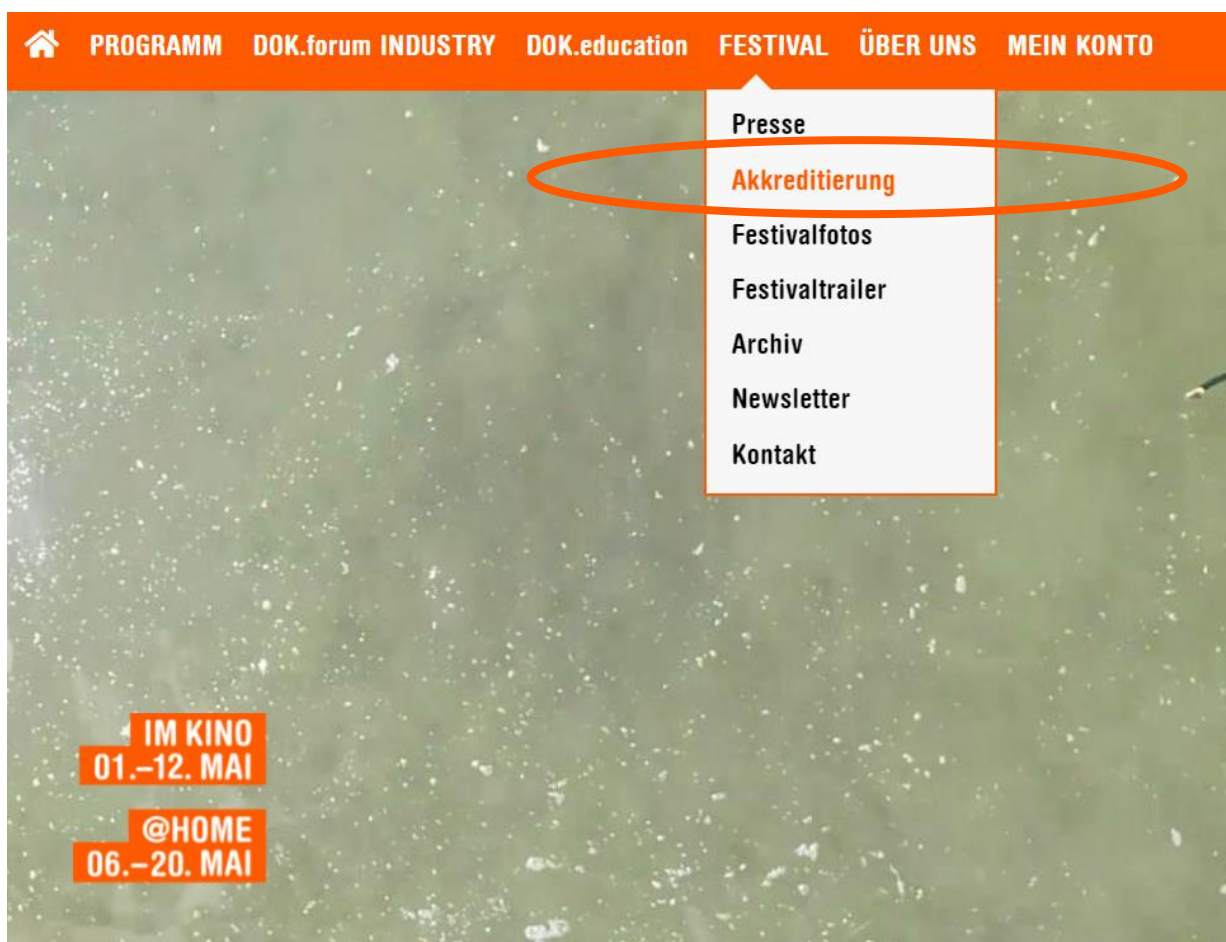 PROGRAMM DOK.forum INDUSTRY DOK.education FESTIVAL ÜBER UNS MEIN KONTO
Presse
Akkreditierung
Festivalfotos
Festivaltrailer
Archiv
Newsletter
Kontakt
IM KINO
01.–12. MAI
@HOME
06.–20. MAI